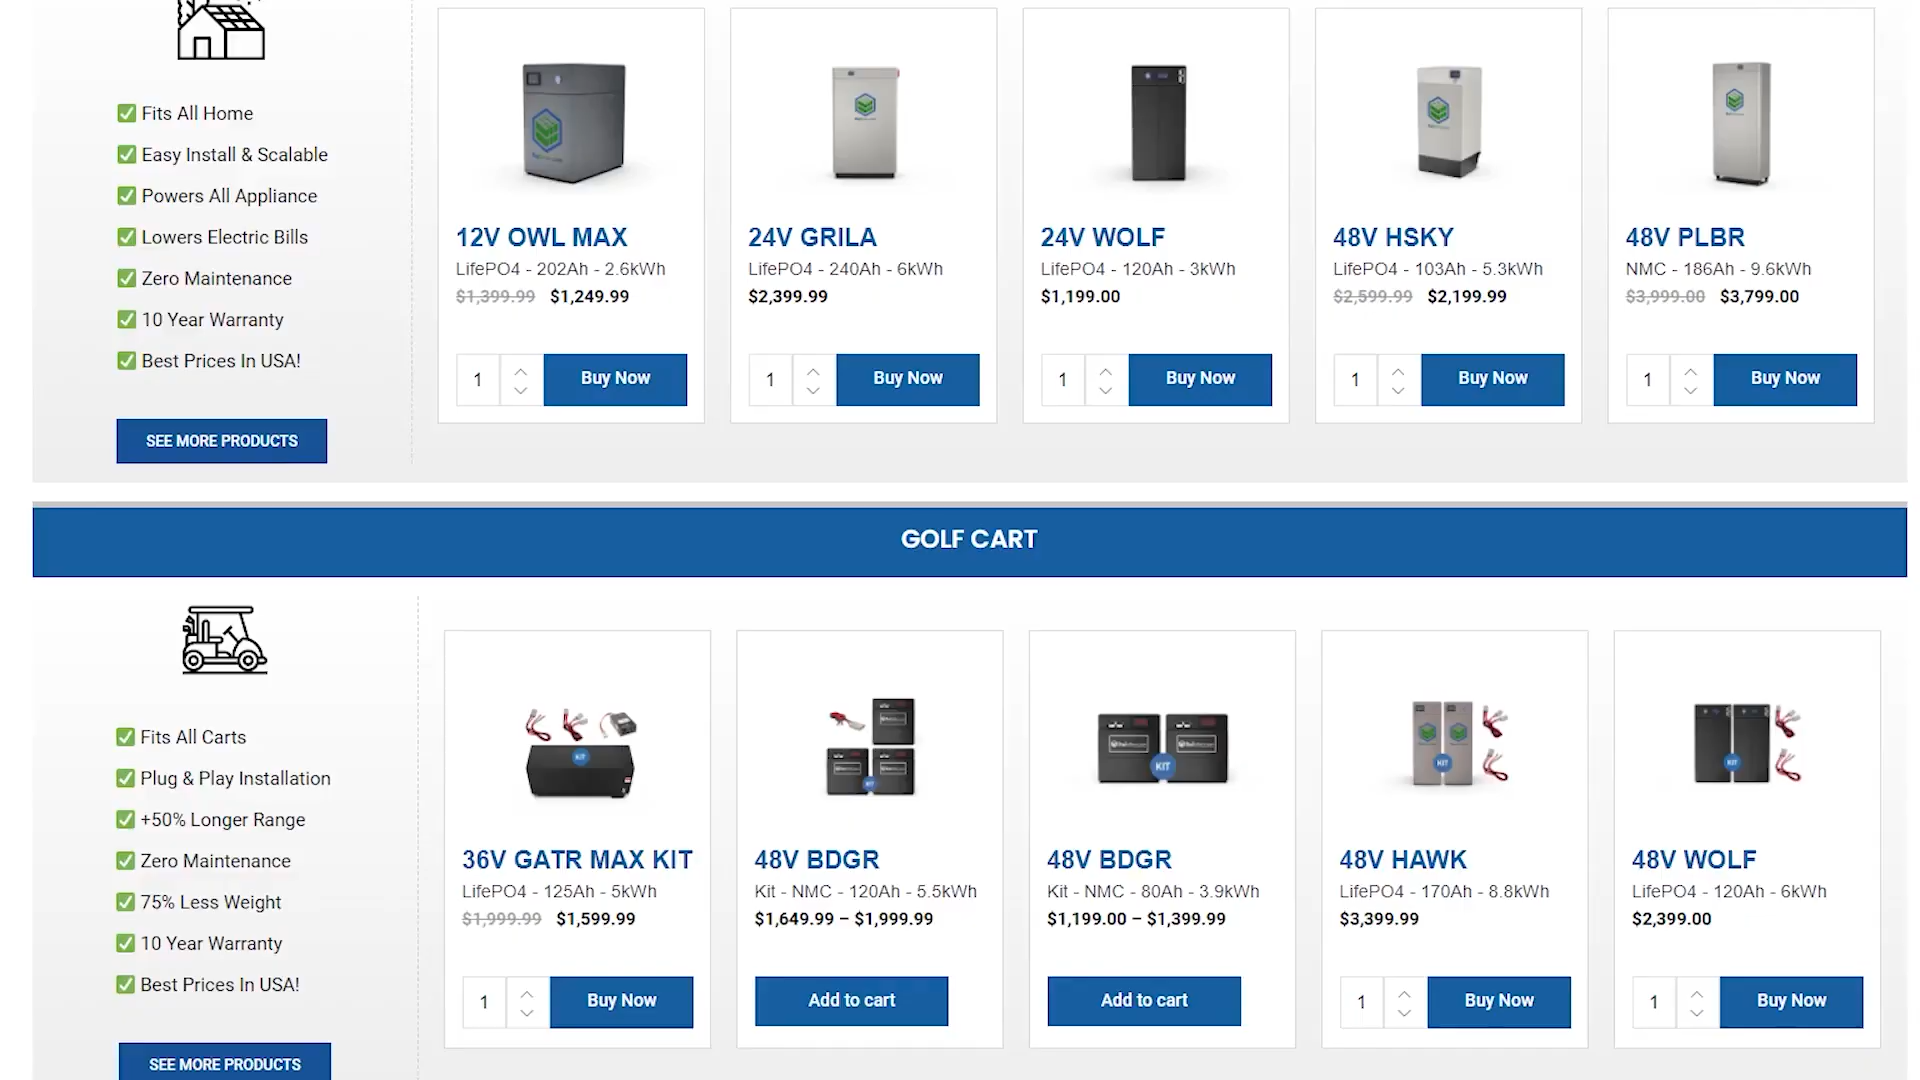 Fits All Home
Easy Install & Scalable
Powers All Appliance
Lowers Electric Bills
Zero Maintenance
10 Year Warranty
Best Prices In USA!
SEE MORE PRODUCTS
12V OWL MAX
LifePO4 - 202Ah - 2.6kWh
$1,399.99 $1,249.99
1 Buy Now
24V GRILA
LifePO4 - 240Ah - 6kWh
$2,399.99
1 Buy Now
24V WOLF
LifePO4 - 120Ah - 3kWh
$1,199.00
1 Buy Now
48V HSKY
LifePO4 - 103Ah - 5.3kWh
$2,599.99 $2,199.99
1 Buy Now
48V PLBR
NMC - 186Ah - 9.6kWh
$3,999.00 $3,799.00
1 Buy Now
GOLF CART
Fits All Carts
Plug & Play Installation
+50% Longer Range
Zero Maintenance
75% Less Weight
10 Year Warranty
Best Prices In USA!
SEE MORE PRODUCTS
KIT
36V GATR MAX KIT
LifePO4 - 125Ah - 5kWh
$1,999.99 $1,599.99
1 Buy Now
KIT
48V BDGR
Kit - NMC - 120Ah - 5.5kWh
$1,649.99 – $1,999.99
Add to cart
KIT
48V BDGR
Kit - NMC - 80Ah - 3.9kWh
$1,199.00 – $1,399.99
Add to cart
KIT
48V HAWK
LifePO4 - 170Ah - 8.8kWh
$3,399.99
1 Buy Now
KIT
48V WOLF
LifePO4 - 120Ah - 6kWh
$2,399.00
1 Buy Now